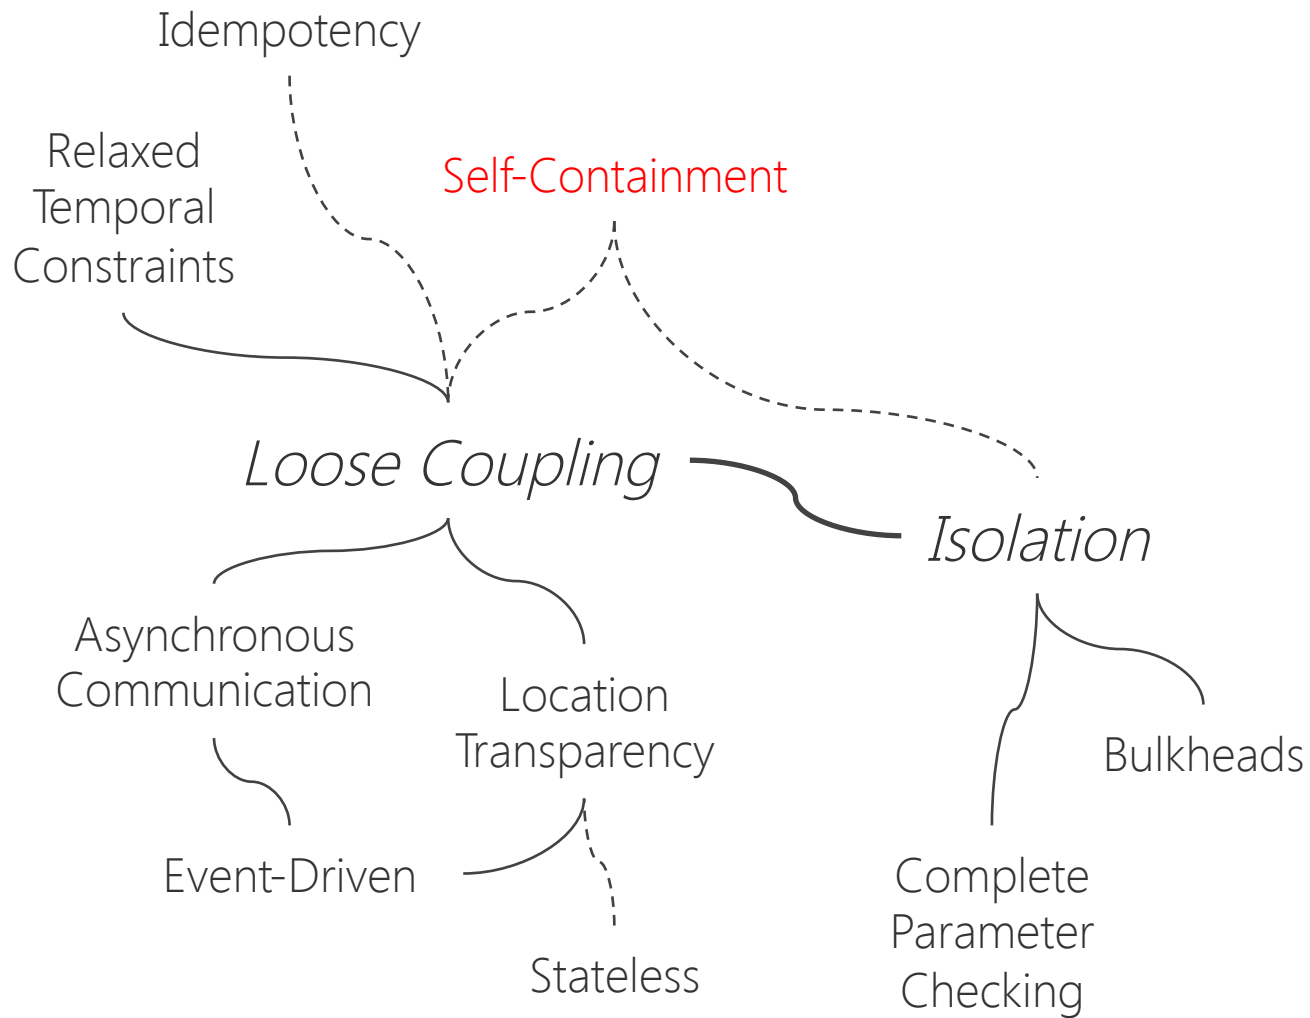 Idempotency
Relaxed
Temporal
Constraints
Self-Containment
Loose Coupling
Isolation
Asynchronous
Communication
Location
Transparency
Bulkheads
Event-Driven
Complete
Parameter
Checking
Stateless